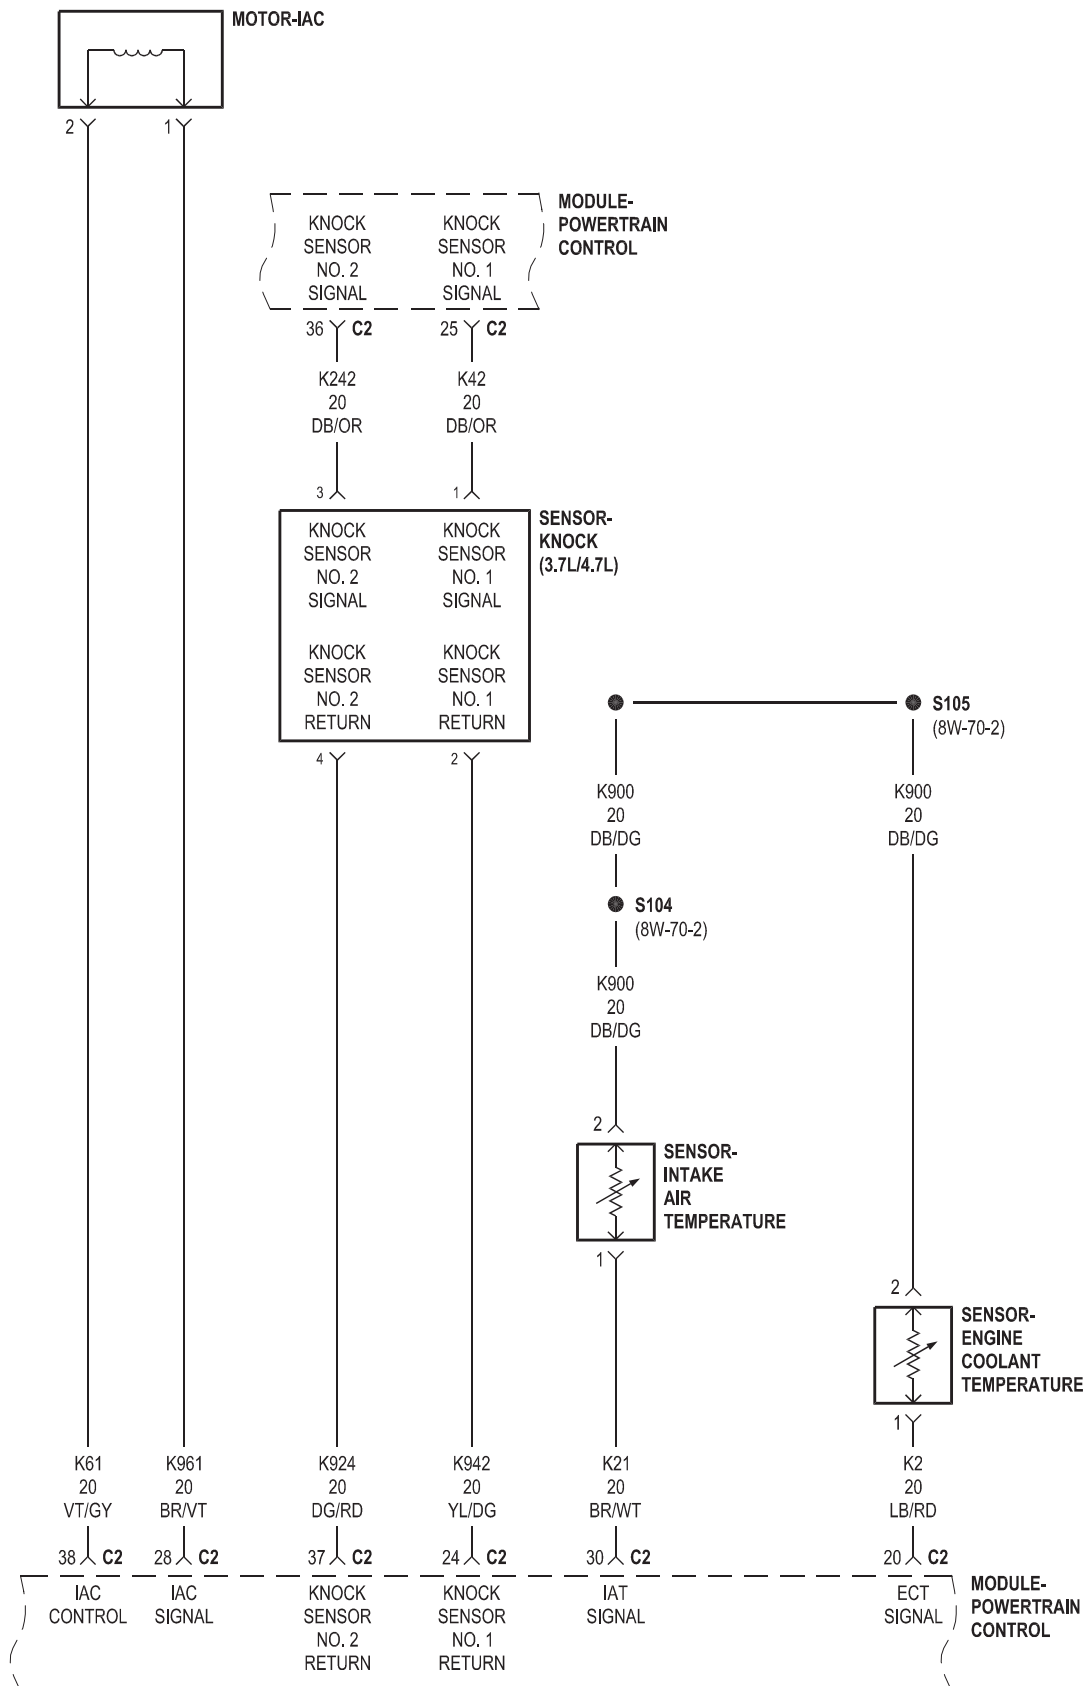 MOTOR-IAC
2
1
MODULE-
POWERTRAIN
CONTROL
KNOCK
SENSOR
NO. 2
SIGNAL
KNOCK
SENSOR
NO. 1
SIGNAL
36 C2
25 C2
K242
20
DB/OR
K42
20
DB/OR
3
1
SENSOR-
KNOCK
(3.7L/4.7L)
KNOCK
SENSOR
NO. 2
SIGNAL
KNOCK
SENSOR
NO. 1
SIGNAL
KNOCK
SENSOR
NO. 2
RETURN
KNOCK
SENSOR
NO. 1
RETURN
4
2
S105
(8W-70-2)
K900
20
DB/DG
K900
20
DB/DG
S104
(8W-70-2)
K900
20
DB/DG
2
SENSOR-
INTAKE
AIR
TEMPERATURE
1
2
SENSOR-
ENGINE
COOLANT
TEMPERATURE
1
K61
20
VT/GY
K961
20
BR/VT
K924
20
DG/RD
K942
20
YL/DG
K21
20
BR/WT
K2
20
LB/RD
38 C2
28 C2
37 C2
24 C2
30 C2
20 C2
IAC
CONTROL
IAC
SIGNAL
KNOCK
SENSOR
NO. 2
RETURN
KNOCK
SENSOR
NO. 1
RETURN
IAT
SIGNAL
ECT
SIGNAL
MODULE-
POWERTRAIN
CONTROL